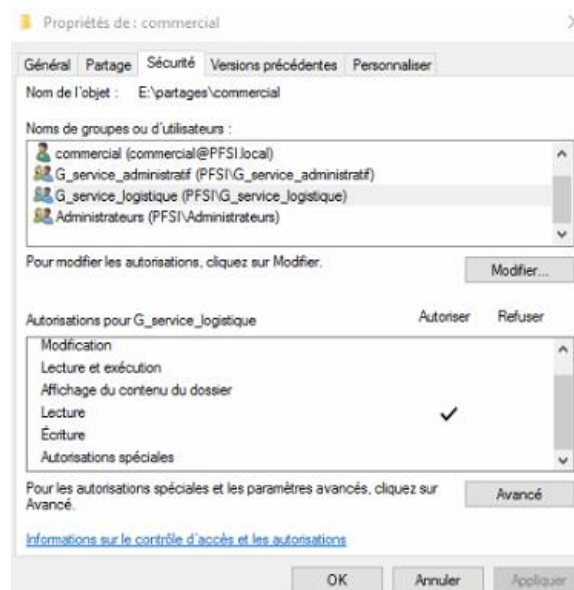 Propriétés de : commercial
Général Partage Sécurité Versions précédentes Personnaliser
Nom de l'objet : E:\partages\commercial
Noms de groupes ou d'utilisateurs :
commercial (commercial@PFSI.local)
G_service_administratif (PFSI\G_service_administratif)
G_service_logistique (PFSI\G_service_logistique)
Administrateurs (PFSI\Administrateurs)
Pour modifier les autorisations, cliquez sur Modifier.
Modifier...
Autorisations pour G_service_logistique Autoriser Refuser
Modification
Lecture et exécution
Affichage du contenu du dossier
Lecture
Écriture
Autorisations spéciales
Pour les autorisations spéciales et les paramètres avancés, cliquez sur
Avancé.
Avancé
Informations sur le contrôle d'accès et les autorisations
OK Annuler Appliquer